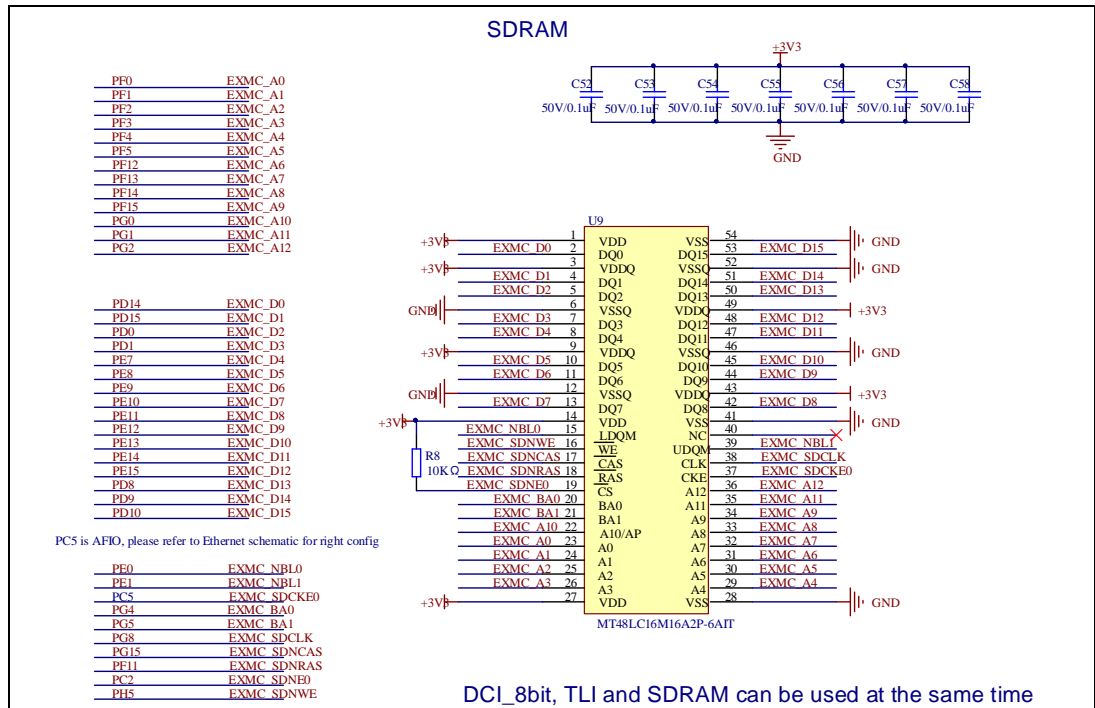 SDRAM
+3V3
C52 C53 C54 C55 C56 C57 C58
50V/0.1uF 50V/0.1uF 50V/0.1uF 50V/0.1uF 50V/0.1uF 50V/0.1uF 50V/0.1uF
GND
PF0 EXMC_A0
PF1 EXMC_A1
PF2 EXMC_A2
PF3 EXMC_A3
PF4 EXMC_A4
PF5 EXMC_A5
PF12 EXMC_A6
PF13 EXMC_A7
PF14 EXMC_A8
PF15 EXMC_A9
PG0 EXMC_A10
PG1 EXMC_A11
PG2 EXMC_A12
PD14 EXMC_D0
PD15 EXMC_D1
PD0 EXMC_D2
PD1 EXMC_D3
PE7 EXMC_D4
PE8 EXMC_D5
PE9 EXMC_D6
PE10 EXMC_D7
PE11 EXMC_D8
PE12 EXMC_D9
PE13 EXMC_D10
PE14 EXMC_D11
PE15 EXMC_D12
PD8 EXMC_D13
PD9 EXMC_D14
PD10 EXMC_D15
PC5 is AFIO, please refer to Ethernet schematic for right config
PE0 EXMC_NBL0
PE1 EXMC_NBL1
PC5 EXMC_SDCKE0
PG4 EXMC_BA0
PG5 EXMC_BA1
PG8 EXMC_SDCLK
PG15 EXMC_SDNCAS
PF11 EXMC_SDNRAS
PC2 EXMC_SDNE0
PH5 EXMC_SDNWE
U9
+3V3 1 VDD VSS 54 GND
EXMC_D0 2 DQ0 DQ15 53 EXMC_D15
+3V3 3 VDDQ VSSQ 52 GND
EXMC_D1 4 DQ1 DQ14 51 EXMC_D14
EXMC_D2 5 DQ2 DQ13 50 EXMC_D13
GND 6 VSSQ VDDQ 49 +3V3
EXMC_D3 7 DQ3 DQ12 48 EXMC_D12
EXMC_D4 8 DQ4 DQ11 47 EXMC_D11
+3V3 9 VDDQ VSSQ 46 GND
EXMC_D5 10 DQ5 DQ10 45 EXMC_D10
EXMC_D6 11 DQ6 DQ9 44 EXMC_D9
GND 12 VSSQ VDDQ 43 +3V3
EXMC_D7 13 DQ7 DQ8 42 EXMC_D8
+3V3 14 VDD VSS 41 GND
EXMC_NBL0 15 LDQM NC 40
EXMC_SDNWE 16 WE UDQM 39 EXMC_NBL1
R8
10KΩ
EXMC_SDNCAS 17 CAS CLK 38 EXMC_SDCLK
EXMC_SDNRAS 18 RAS CKE 37 EXMC_SDCKE0
EXMC_SDNE0 19 CS A12 36 EXMC_A12
EXMC_BA0 20 BA0 A11 35 EXMC_A11
EXMC_BA1 21 BA1 A9 34 EXMC_A9
EXMC_A10 22 A10/AP A8 33 EXMC_A8
EXMC_A0 23 A0 A7 32 EXMC_A7
EXMC_A1 24 A1 A6 31 EXMC_A6
EXMC_A2 25 A2 A5 30 EXMC_A5
EXMC_A3 26 A3 A4 29 EXMC_A4
+3V3 27 VDD VSS 28 GND
MT48LC16M16A2P-6AIT
DCI_8bit, TLI and SDRAM can be used at the same time